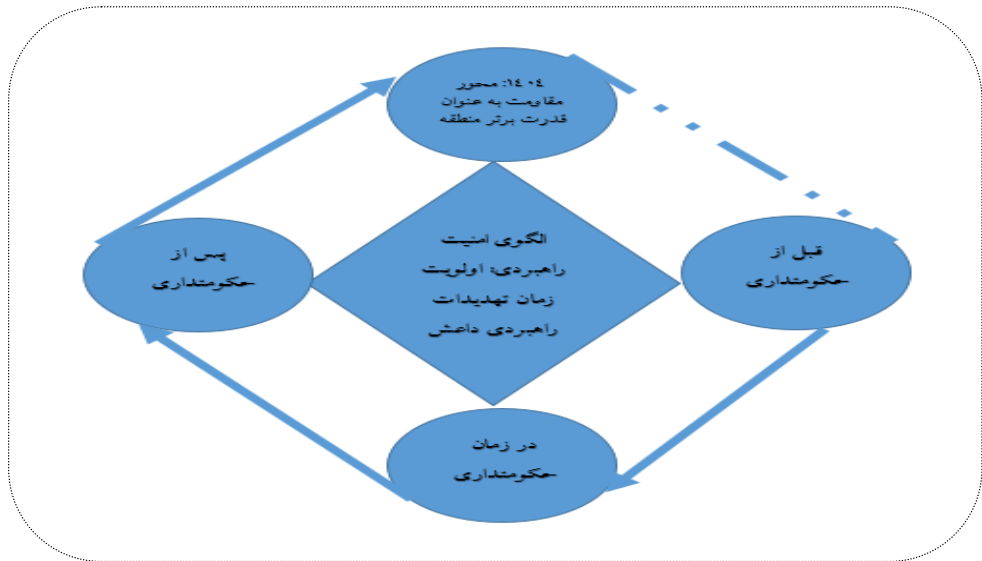 ١٤٠٤: محور
مقاومت به عنوان
قدرت برتر منطقه
قبل از
حکومتداری
الگوی امنیت
راهبردی: اولویت
زمان تهدیدات
راهبردی داعش
پس از
حکومتداری
در زمان
حکومتداری